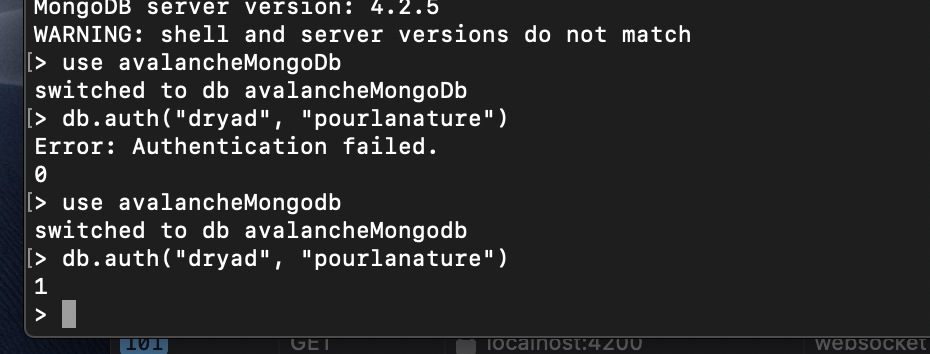 MongoDB server version: 4.2.5
WARNING: shell and server versions do not match
[> use avalancheMongoDb
switched to db avalancheMongoDb
[> db.auth("dryad", "pourlanature")
Error: Authentication failed.
0
[> use avalancheMongodb
switched to db avalancheMongodb
[> db.auth("dryad", "pourlanature")
1
>
101 GET localhost:4200 websocket